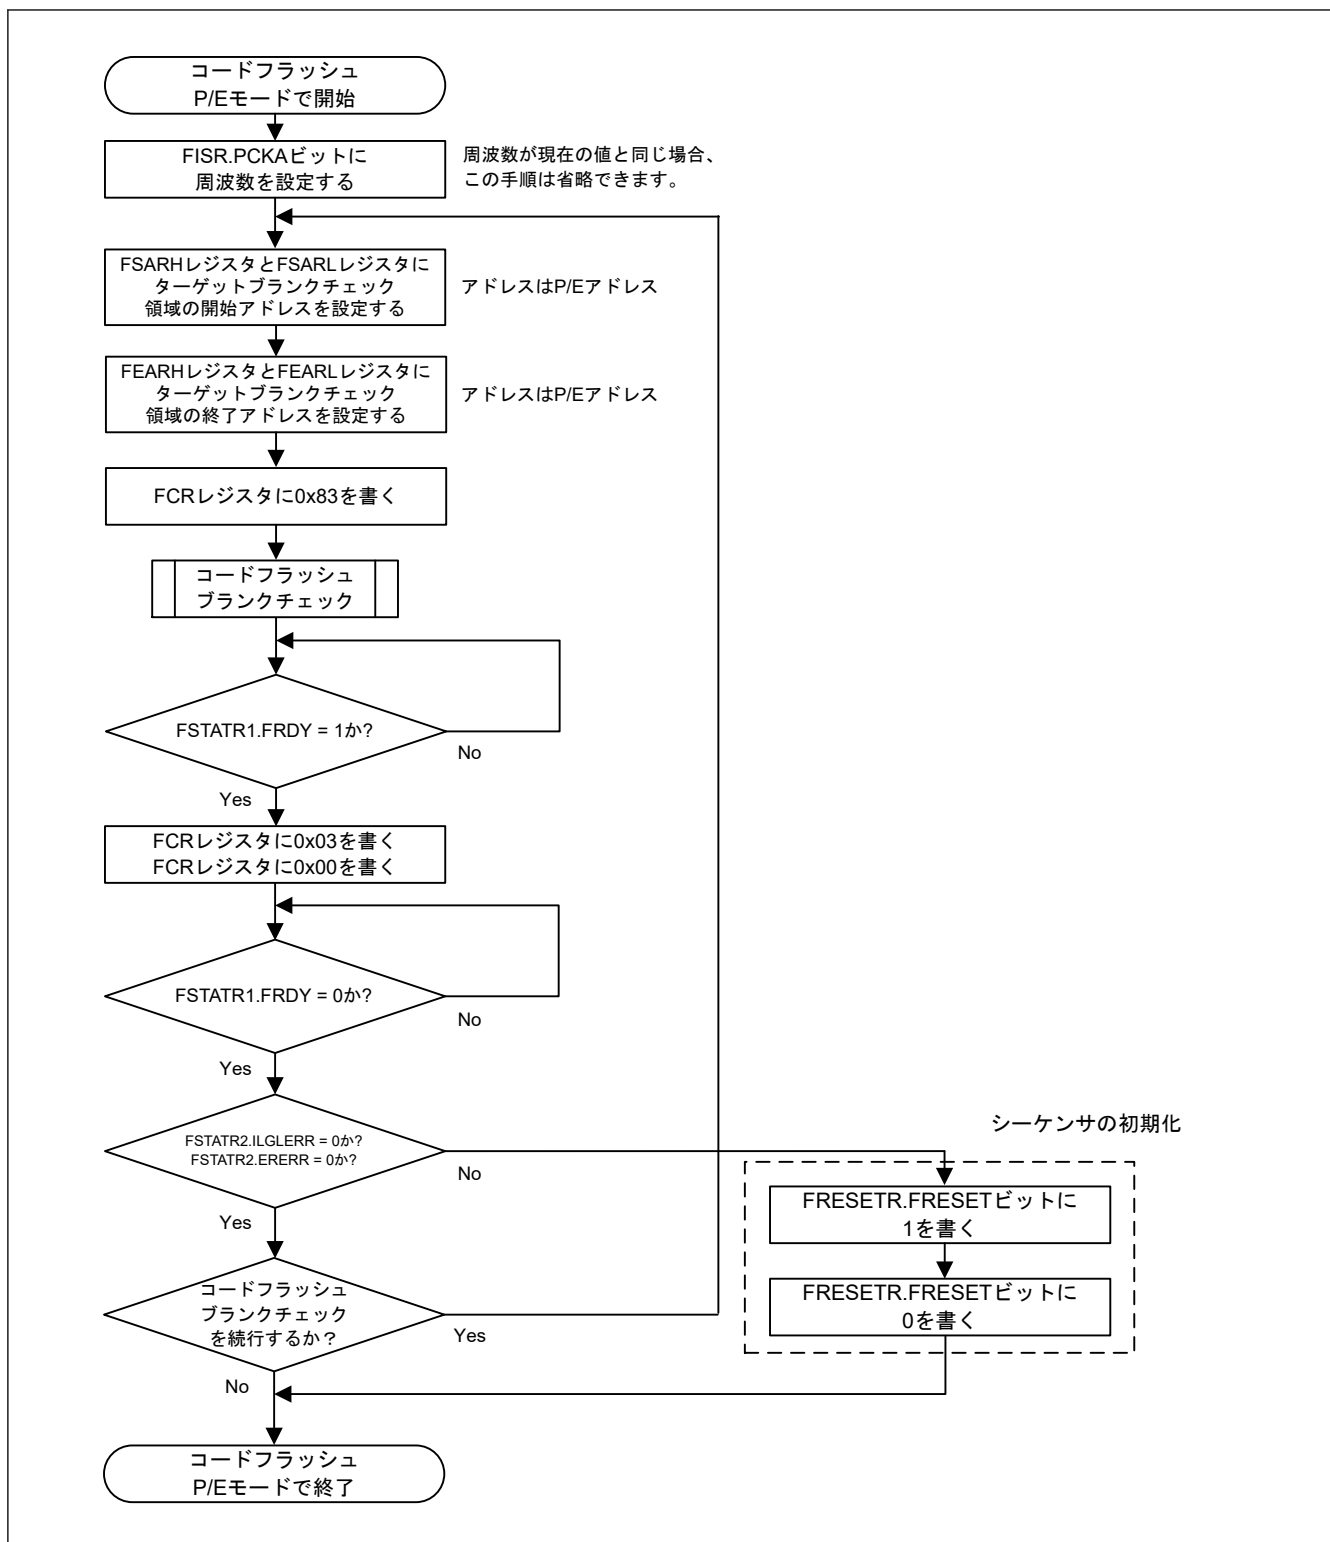 コードフラッシュ
P/Eモードで開始
FISR.PCKAビットに
周波数を設定する
周波数が現在の値と同じ場合、
この手順は省略できます。
FSARHレジスタとFSARLレジスタに
ターゲットブランクチェック
領域の開始アドレスを設定する
アドレスはP/Eアドレス
FEARHレジスタとFEARLレジスタに
ターゲットブランクチェック
領域の終了アドレスを設定する
アドレスはP/Eアドレス
FCRレジスタに0x83を書く
コードフラッシュ
ブランクチェック
FSTATR1.FRDY = 1か?
No
Yes
FCRレジスタに0x03を書く
FCRレジスタに0x00を書く
FSTATR1.FRDY = 0か?
No
Yes
シーケンサの初期化
FSTATR2.ILGLERR = 0か?
FSTATR2.ERERR = 0か?
No
Yes
FRESETR.FRESETビットに
1を書く
FRESETR.FRESETビットに
0を書く
コードフラッシュ
ブランクチェック
を続行するか？
Yes
No
コードフラッシュ
P/Eモードで終了